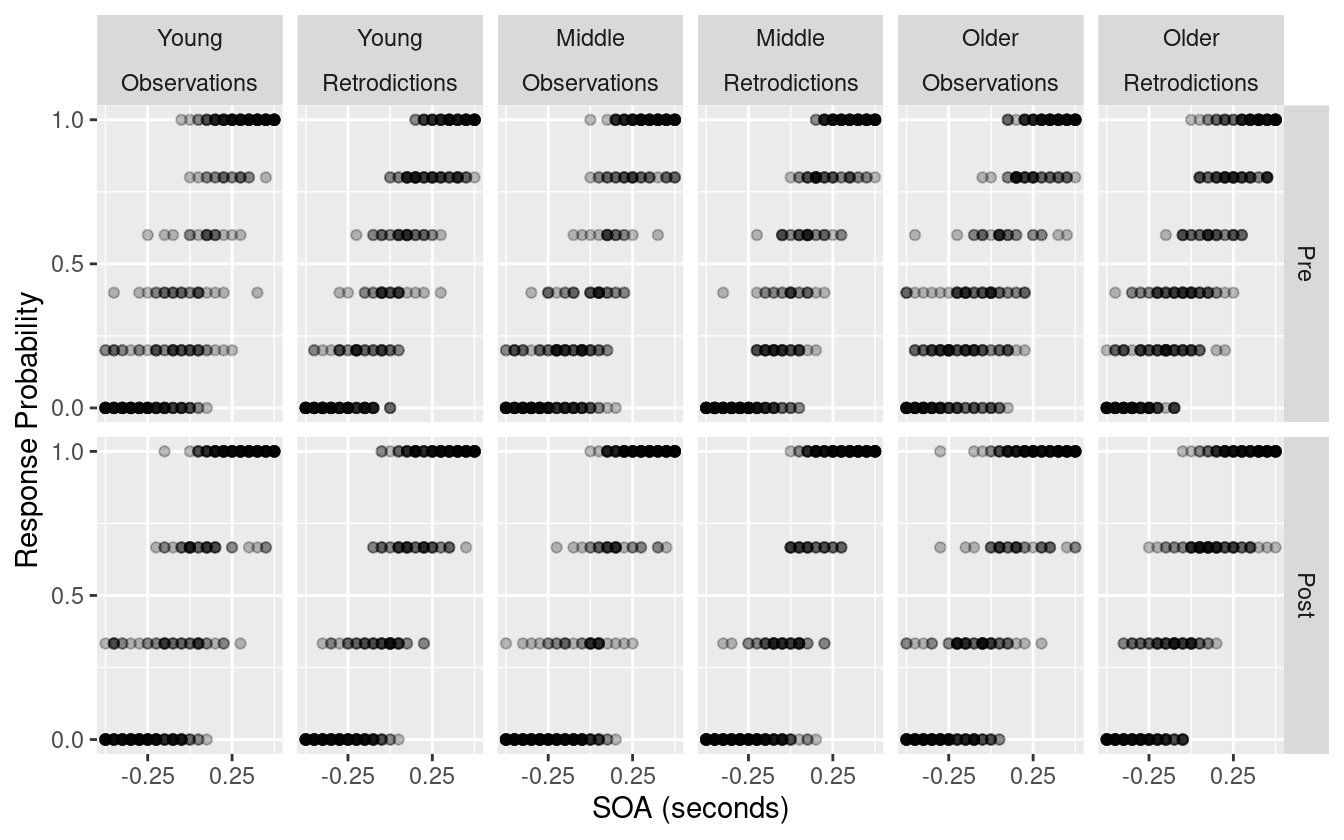 Young Young Middle Middle Older Older
Observations Retrodictions Observations Retrodictions Observations Retrodictions
1.0
0.5
0.0
Pre
Response Probability
1.0
0.5
0.0
Post
-0.25 0.25 -0.25 0.25 -0.25 0.25 -0.25 0.25 -0.25 0.25 -0.25 0.25
SOA (seconds)